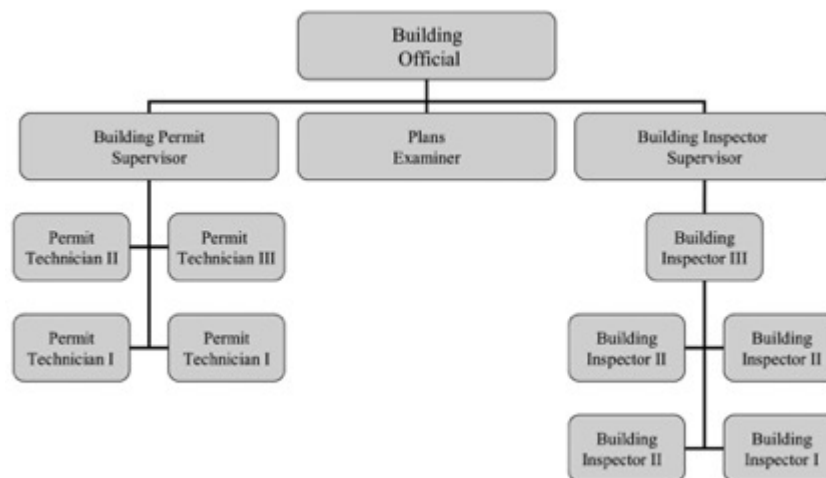 Building
Official
Building Permit
Supervisor
Plans
Examiner
Building Inspector
Supervisor
Permit
Technician II
Permit
Technician III
Building
Inspector III
Permit
Technician I
Permit
Technician I
Building
Inspector II
Building
Inspector II
Building
Inspector II
Building
Inspector I